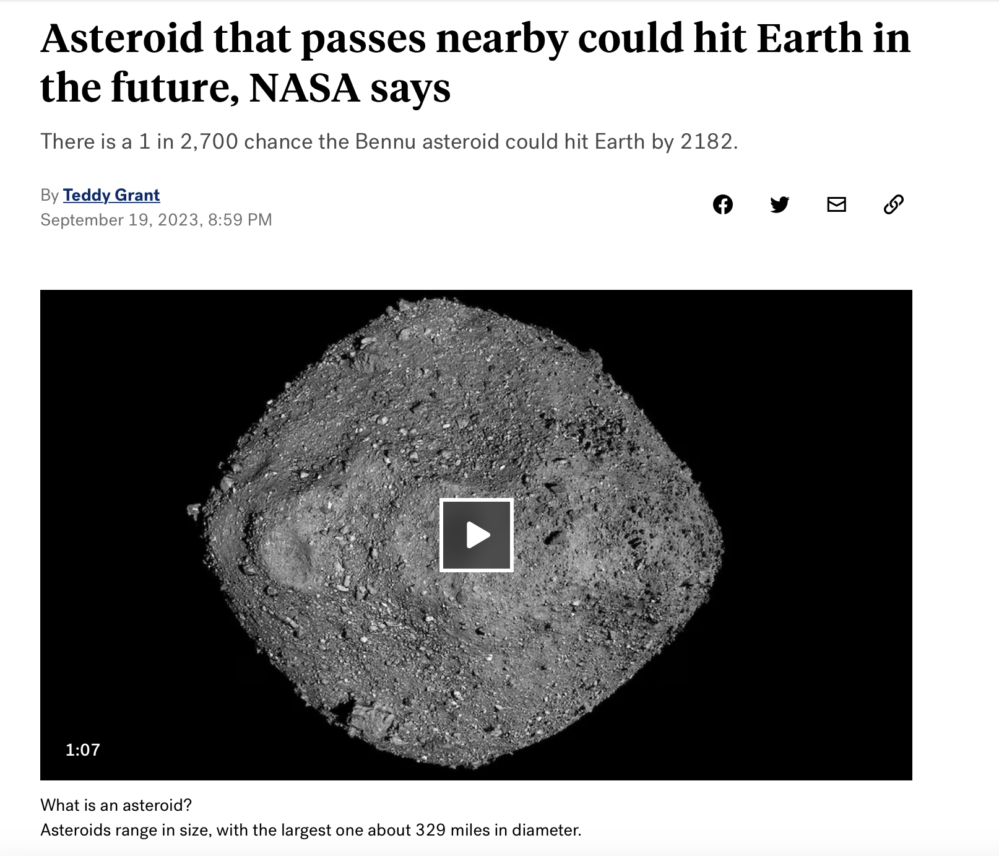 Asteroid that passes nearby could hit Earth in
the future, NASA says
There is a 1 in 2,700 chance the Bennu asteroid could hit Earth by 2182.
By Teddy Grant
September 19, 2023, 8:59 PM
1:07
What is an asteroid?
Asteroids range in size, with the largest one about 329 miles in diameter.